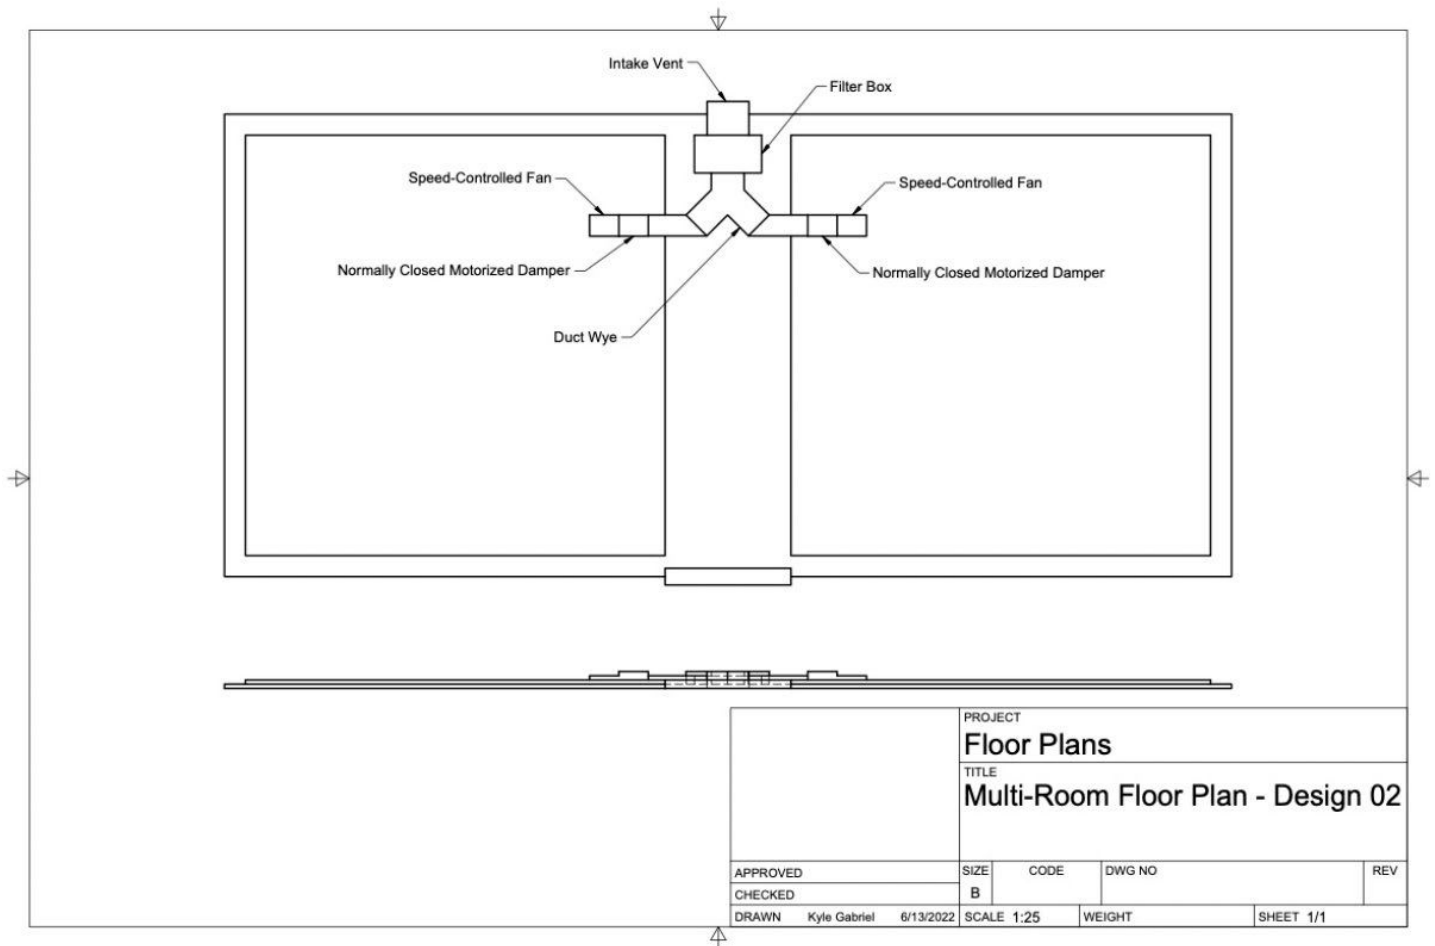 Intake Vent
Filter Box
Speed-Controlled Fan
Speed-Controlled Fan
Normally Closed Motorized Damper
Normally Closed Motorized Damper
Duct Wye
PROJECT
Floor Plans
TITLE
Multi-Room Floor Plan - Design 02
APPROVED
CHECKED
DRAWN Kyle Gabriel 6/13/2022
SIZE CODE DWG NO REV
B
SCALE 1:25 WEIGHT SHEET 1/1